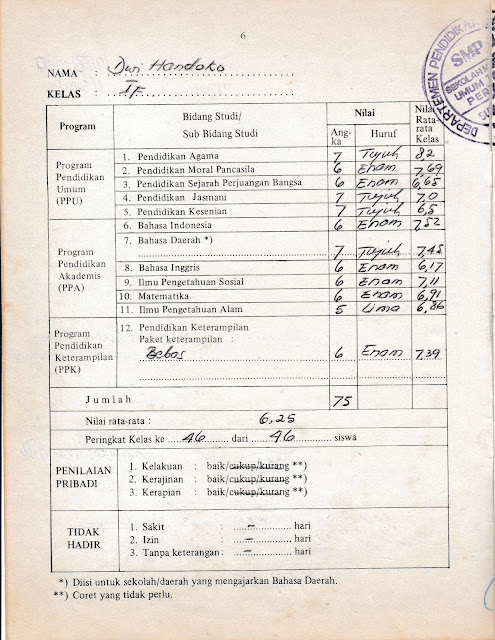 6
NAMA : Dwi Handoko
KELAS : IF
DEPARTEMEN PENDIDIKAN
SMP
SEKOLAH
UMUM
PER
Program Bidang Studi/ Sub Bidang Studi Nilai Nilai Rata-rata Kelas
Ang-ka Huruf
Program Pendidikan Umum (PPU)
1. Pendidikan Agama 7 Tujuh 82
2. Pendidikan Moral Pancasila 6 Enam 7,69
3. Pendidikan Sejarah Perjuangan Bangsa 6 Enam 6,65
4. Pendidikan Jasmani 7 Tujuh 7,0
5. Pendidikan Kesenian 7 Tujuh 6,5
Program Pendidikan Akademis (PPA)
6. Bahasa Indonesia 6 Enam 7,52
7. Bahasa Daerah *)
7 Tujuh 7,45
8. Bahasa Inggris 6 Enam 6,17
9. Ilmu Pengetahuan Sosial 6 Enam 7,11
10. Matematika 6 Enam 6,91
11. Ilmu Pengetahuan Alam 5 Lima 6,86
Program Pendidikan Keterampilan (PPK)
12. Pendidikan Keterampilan
Paket keterampilan :
Bebas 6 Enam 7,39
Jumlah 75
Nilai rata-rata : 6,25
Peringkat Kelas ke 46 dari 46 siswa
PENILAIAN PRIBADI
1. Kelakuan : baik/cukup/kurang **)
2. Kerajinan : baik/cukup/kurang **)
3. Kerapian : baik/cukup/kurang **)
TIDAK HADIR
1. Sakit : - hari
2. Izin : - hari
3. Tanpa keterangan : - hari
*) Diisi untuk sekolah/daerah yang mengajarkan Bahasa Daerah.
**) Coret yang tidak perlu.